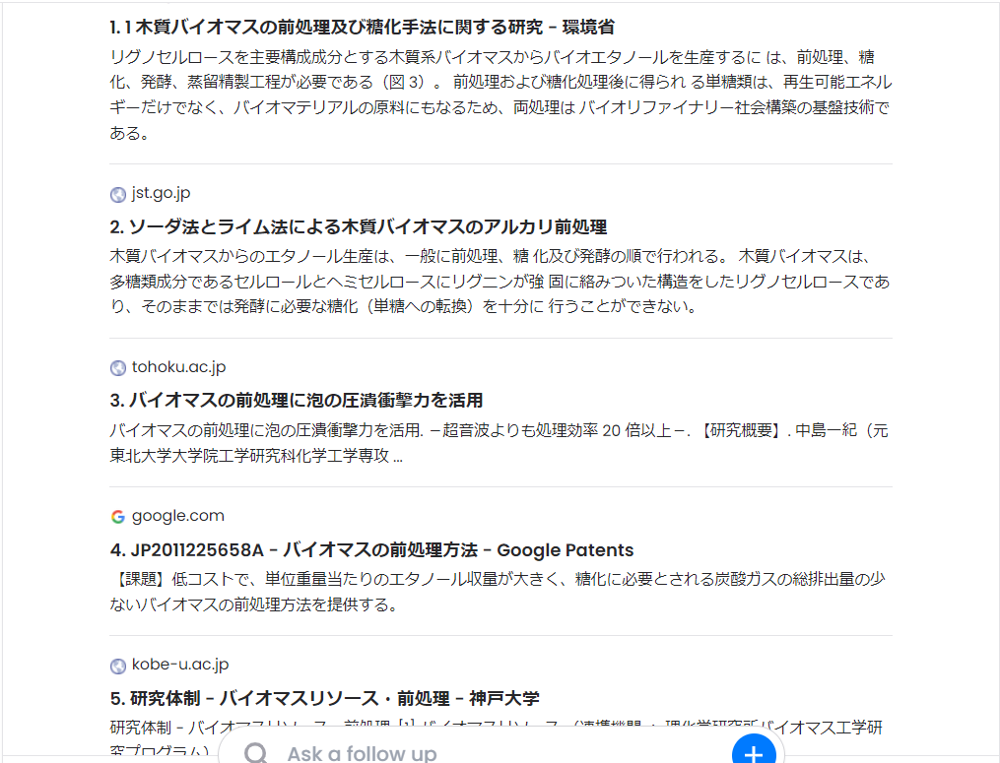 1. 1 木質バイオマスの前処理及び糖化手法に関する研究 - 環境省
リグノセルロースを主要構成成分とする木質系バイオマスからバイオエタノールを生産するに は、前処理、糖
化、発酵、蒸留精製工程が必要である（図 3）。 前処理および糖化処理後に得られ る単糖類は、再生可能エネル
ギーだけでなく、バイオマテリアルの原料にもなるため、両処理は バイオリファイナリー社会構築の基盤技術で
ある。
jst.go.jp
2. ソーダ法とライム法による木質バイオマスのアルカリ前処理
木質バイオマスからのエタノール生産は、一般に前処理、糖 化及び発酵の順で行われる。 木質バイオマスは、
多糖類成分であるセルロールとヘミセルロースにリグニンが強 固に絡みついた構造をしたリグノセルロースであ
り、そのままでは発酵に必要な糖化（単糖への転換）を十分に 行うことができない。
tohoku.ac.jp
3. バイオマスの前処理に泡の圧潰衝撃力を活用
バイオマスの前処理に泡の圧潰衝撃力を活用. －超音波よりも処理効率 20 倍以上－. 【研究概要】. 中島一紀（元
東北大学大学院工学研究科化学工学専攻 ...
google.com
4. JP2011225658A - バイオマスの前処理方法 - Google Patents
【課題】低コストで、単位重量当たりのエタノール収量が大きく、糖化に必要とされる炭酸ガスの総排出量の少
ないバイオマスの前処理方法を提供する。
kobe-u.ac.jp
5. 研究体制 - バイオマスリソース・前処理 - 神戸大学
研究体制 - バイオマスリソース・前処理. [1] バイオマスリソース（連携機関 ： 理化学研究所バイオマス工学研
究プログラム）
Ask a follow up